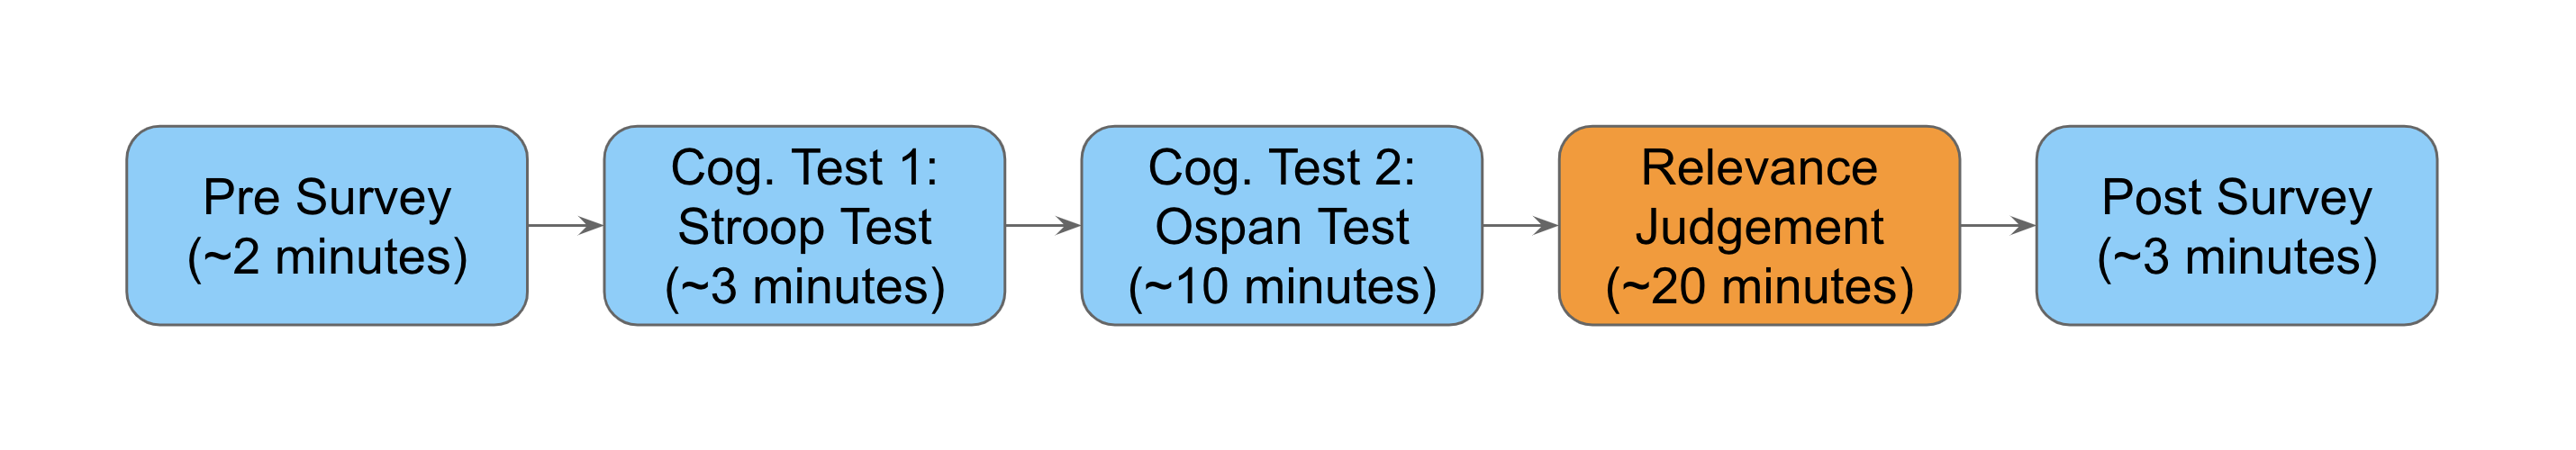 Pre Survey
(~2 minutes)
Cog. Test 1:
Stroop Test
(~3 minutes)
Cog. Test 2:
Ospan Test
(~10 minutes)
Relevance
Judgement
(~20 minutes)
Post Survey
(~3 minutes)